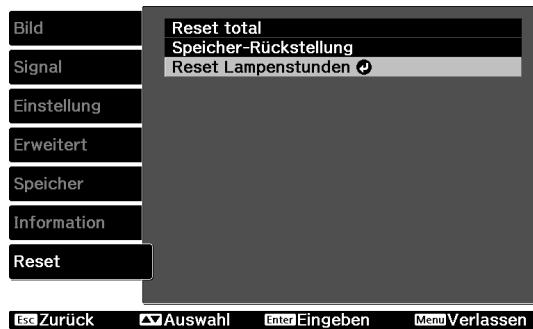 Bild
Signal
Einstellung
Erweitert
Speicher
Information
Reset
Reset total
Speicher-Rückstellung
Reset Lampenstunden
Esc Zurück Auswahl Enter Eingeben Menu Verlassen